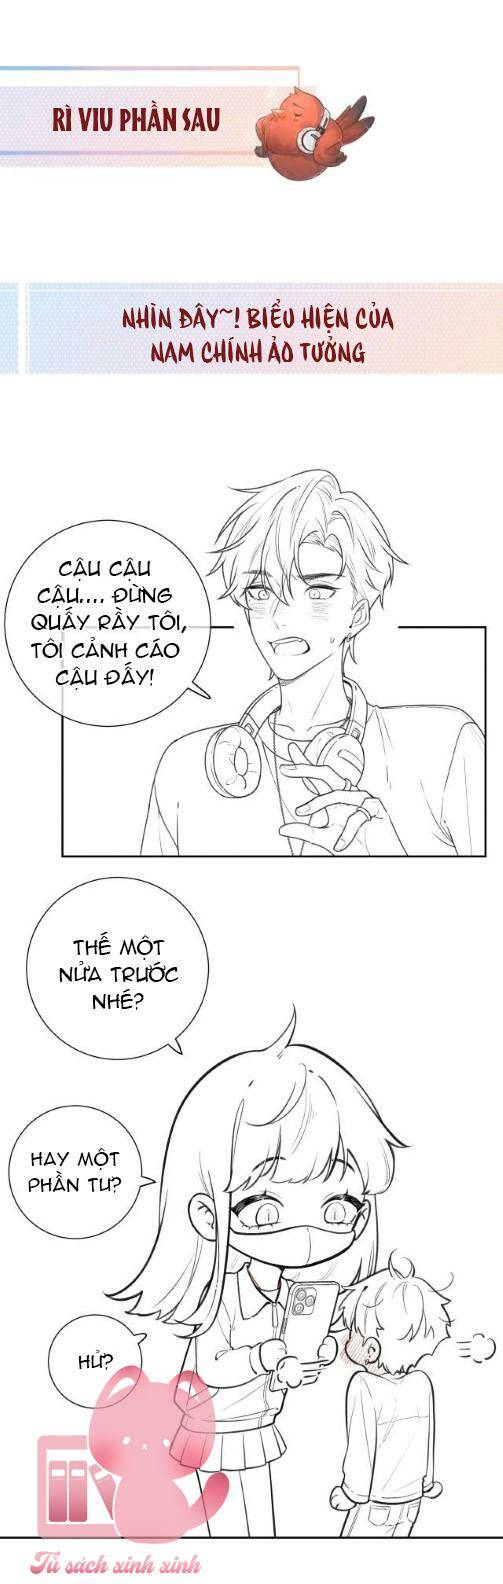 RÌ VIU PHẦN SAU
NHÌN ĐÂY~! BIỂU HIỆN CỦA
NAM CHÍNH ẢO TƯỞNG
CẬU CẬU
CẬU.... ĐỪNG
QUẤY RẦY TÔI,
TÔI CẢNH CÁO
CẬU ĐẤY!
THẾ MỘT
NỬA TRƯỚC
NHÉ?
HAY MỘT
PHẦN TƯ?
HỬ?
Tủ sách xinh xinh